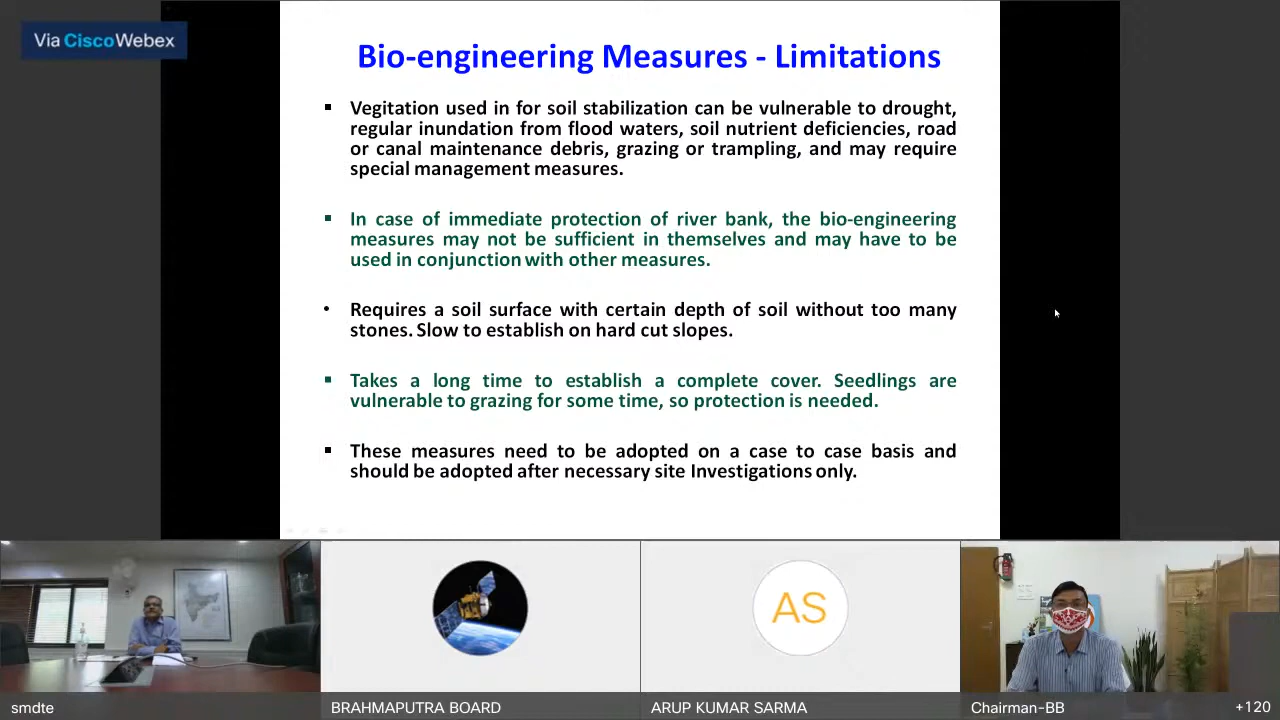 Via CiscoWebex
Bio-engineering Measures - Limitations
▪ Vegitation used in for soil stabilization can be vulnerable to drought,
regular inundation from flood waters, soil nutrient deficiencies, road
or canal maintenance debris, grazing or trampling, and may require
special management measures.
▪ In case of immediate protection of river bank, the bio-engineering
measures may not be sufficient in themselves and may have to be
used in conjunction with other measures.
• Requires a soil surface with certain depth of soil without too many
stones. Slow to establish on hard cut slopes.
▪ Takes a long time to establish a complete cover. Seedlings are
vulnerable to grazing for some time, so protection is needed.
▪ These measures need to be adopted on a case to case basis and
should be adopted after necessary site Investigations only.
AS
smdte
BRAHMAPUTRA BOARD
ARUP KUMAR SARMA
Chairman-BB
+120